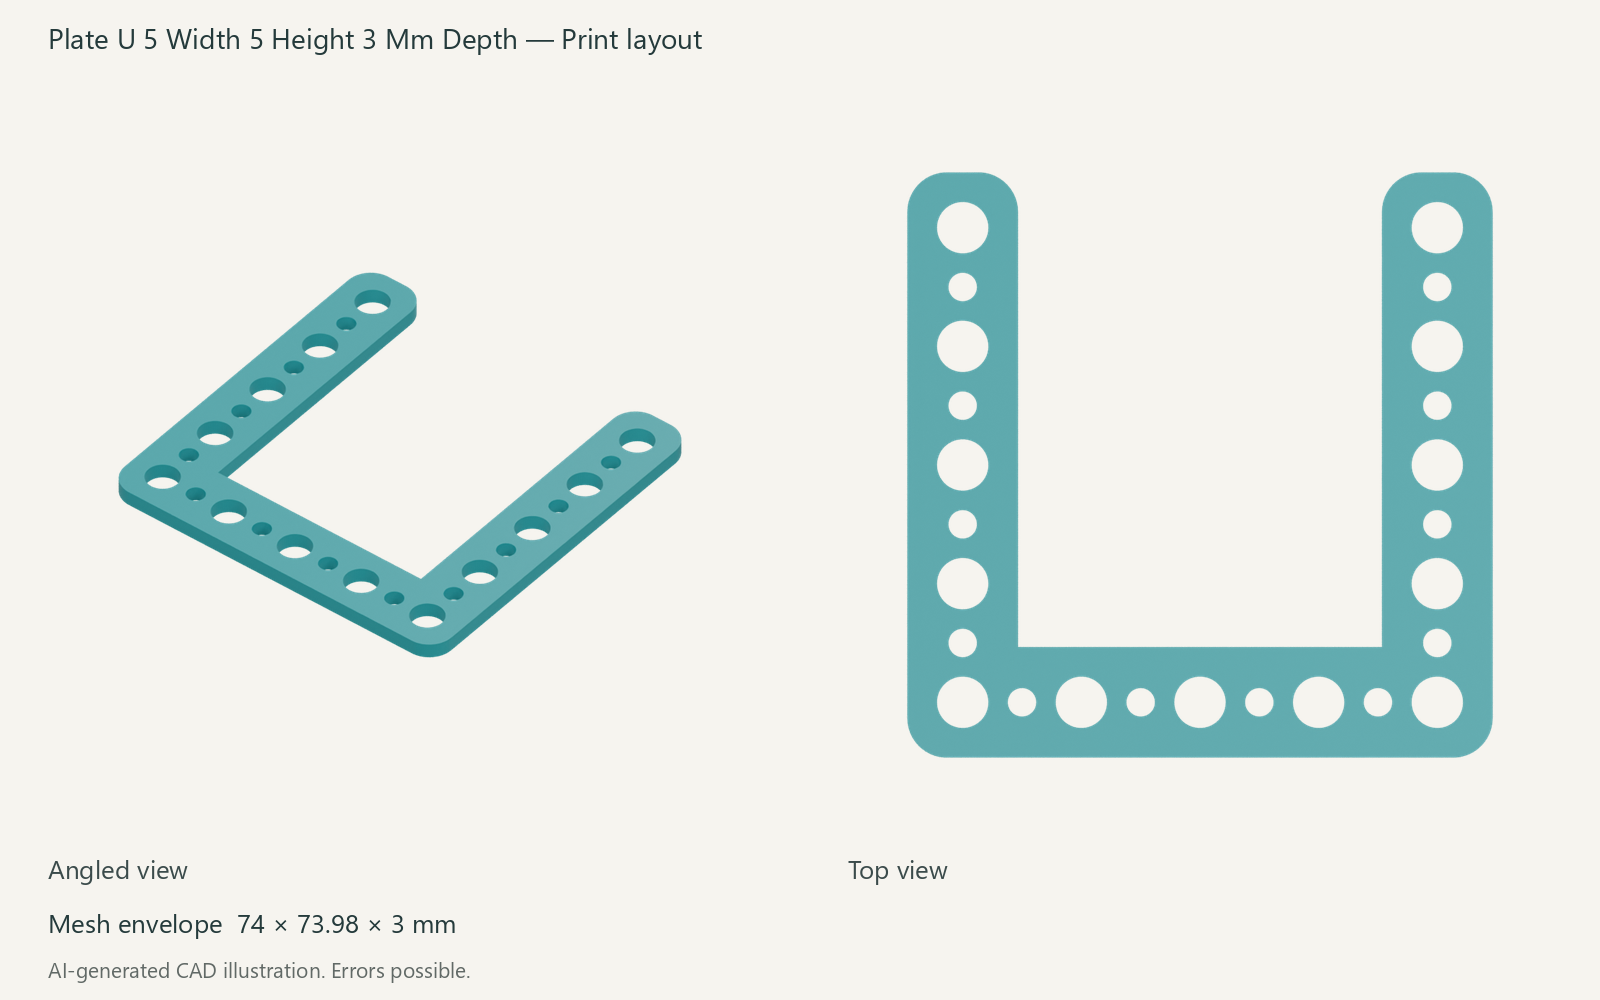 Plate U 5 Width 5 Height 3 Mm Depth — Print layout
Angled view
Top view
Mesh envelope 74 × 73.98 × 3 mm
AI-generated CAD illustration. Errors possible.